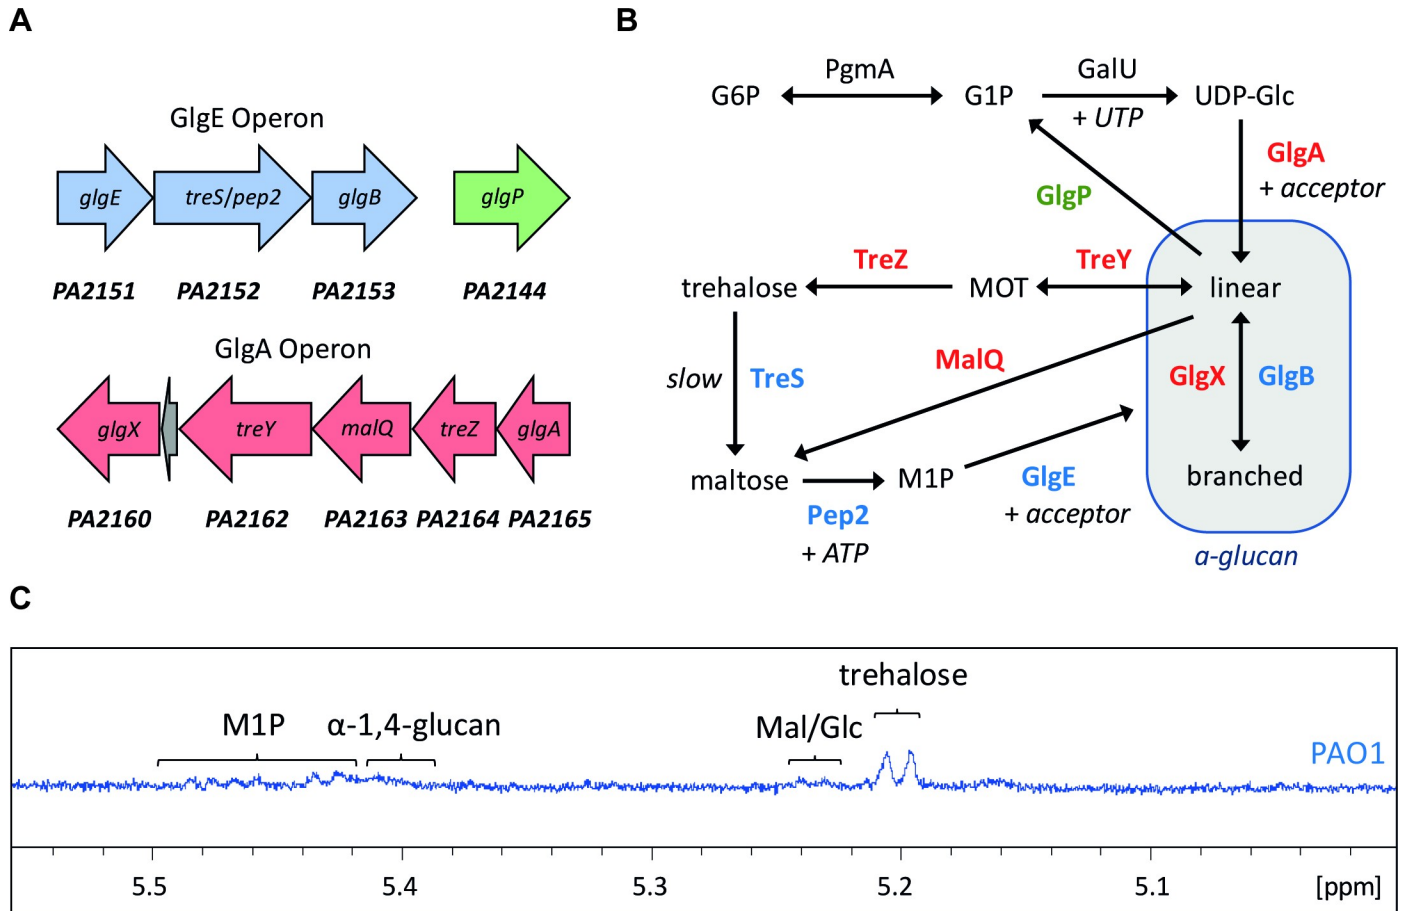 A
GlgE Operon
glgE treS/pep2 glgB glgP
PA2151 PA2152 PA2153 PA2144
GlgA Operon
glgX treY malQ treZ glgA
PA2160 PA2162 PA2163 PA2164 PA2165
B
PgmA GalU
G6P G1P UDP-Glc
+ UTP
GlgA
+ acceptor
GlgP
TreZ TreY
trehalose MOT linear
MalQ
slow TreS GlgX GlgB
maltose M1P branched
Pep2 GlgE
+ ATP + acceptor
α-glucan
C
trehalose
M1P α-1,4-glucan Mal/Glc
PAO1
5.5 5.4 5.3 5.2 5.1 [ppm]